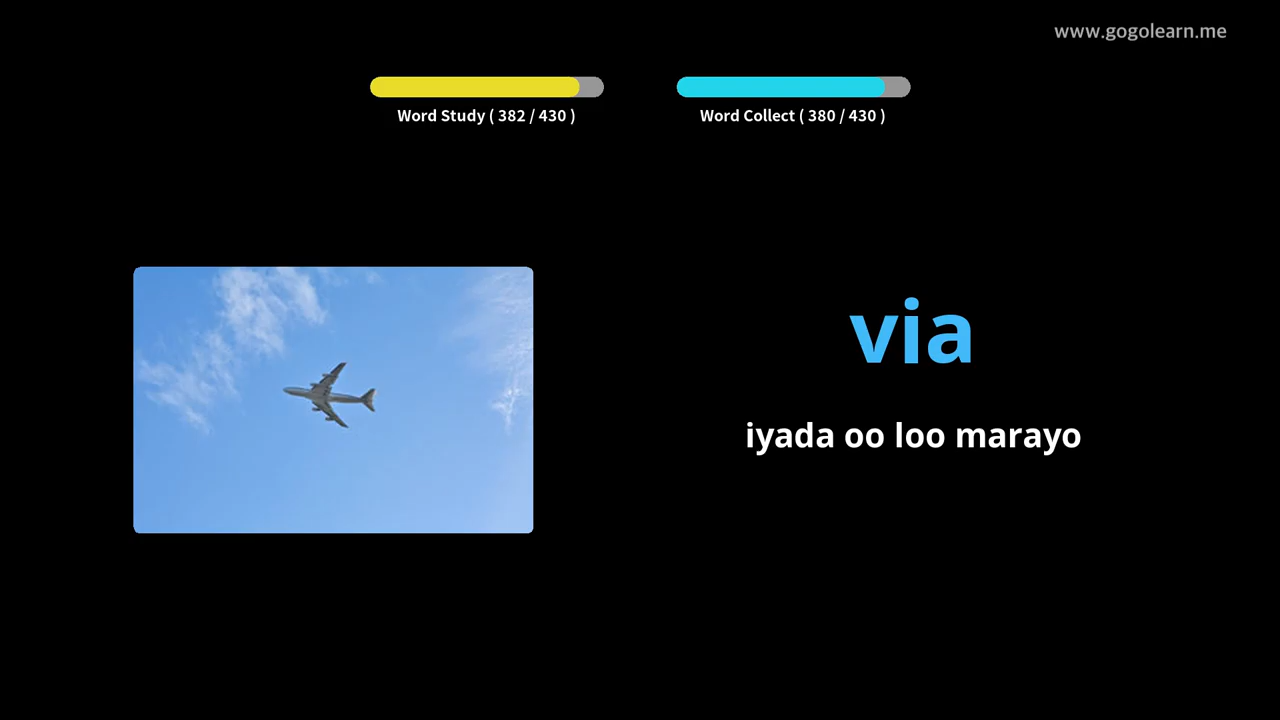 www.gogolearn.me
Word Study ( 382 / 430 )
Word Collect ( 380 / 430 )
via
iyada oo loo marayo